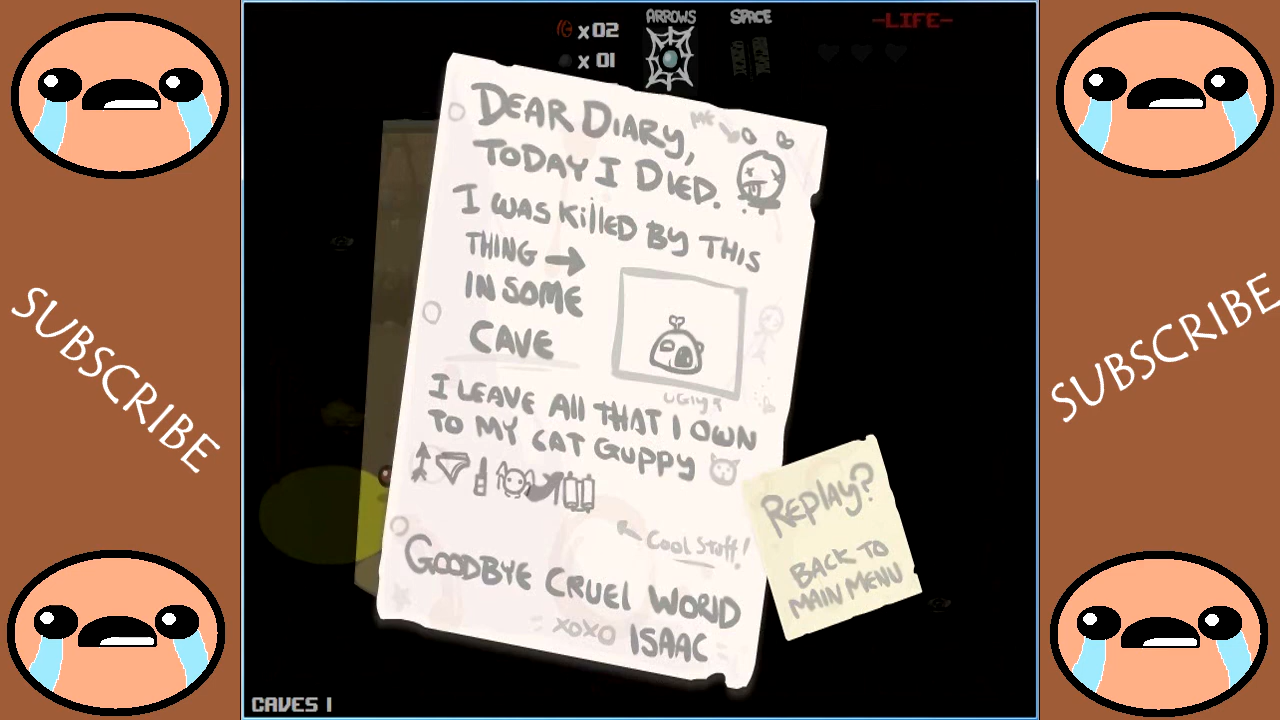 x02
x 01
ARROWS
SPACE
-LIFE-
DEAR DIARY,
ME
TODAY I DIED.
I WAS KillED BY THIS
THING →
IN SOME
CAVE
UGly
I LEAVE All THAT I OWN
TO MY CAT GUPPY
Cool Stuff!
GOODBYE CRUEl WORlD
XOXO ISAAC
REPLAY?
BACK TO
MAIN MENU
CAVES I
SUBSCRIBE
SUBSCRIBE